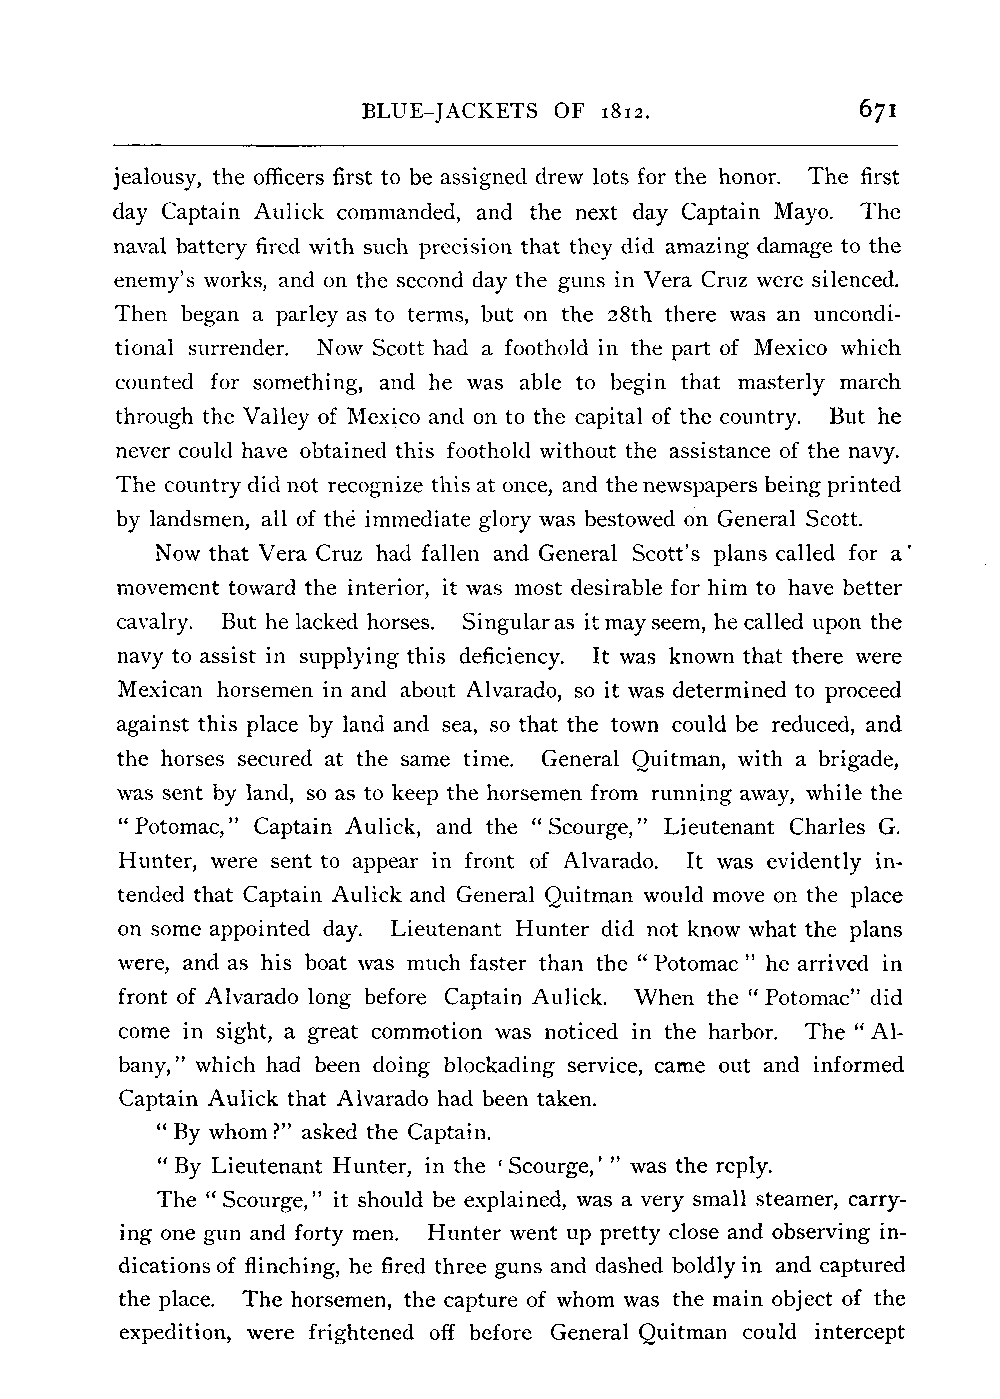 BLUE–JACKETS OF 1812. 671
jealousy, the officers first to be assigned drew lots for the honor. The first
day Captain Aulick commanded, and the next day Captain Mayo. The
naval battery fired with such precision that they did amazing damage to the
enemy's works, and on the second day the guns in Vera Cruz were silenced.
Then began a parley as to terms, but on the 28th there was an uncondi-
tional surrender. Now Scott had a foothold in the part of Mexico which
counted for something, and he was able to begin that masterly march
through the Valley of Mexico and on to the capital of the country. But he
never could have obtained this foothold without the assistance of the navy.
The country did not recognize this at once, and the newspapers being printed
by landsmen, all of the immediate glory was bestowed on General Scott.
Now that Vera Cruz had fallen and General Scott's plans called for a
movement toward the interior, it was most desirable for him to have better
cavalry. But he lacked horses. Singular as it may seem, he called upon the
navy to assist in supplying this deficiency. It was known that there were
Mexican horsemen in and about Alvarado, so it was determined to proceed
against this place by land and sea, so that the town could be reduced, and
the horses secured at the same time. General Quitman, with a brigade,
was sent by land, so as to keep the horsemen from running away, while the
“Potomac,” Captain Aulick, and the “Scourge,” Lieutenant Charles G.
Hunter, were sent to appear in front of Alvarado. It was evidently in-
tended that Captain Aulick and General Quitman would move on the place
on some appointed day. Lieutenant Hunter did not know what the plans
were, and as his boat was much faster than the “Potomac” he arrived in
front of Alvarado long before Captain Aulick. When the “Potomac” did
come in sight, a great commotion was noticed in the harbor. The “Al-
bany,” which had been doing blockading service, came out and informed
Captain Aulick that Alvarado had been taken.
“By whom?” asked the Captain.
“By Lieutenant Hunter, in the ‘Scourge,’” was the reply.
The “Scourge,” it should be explained, was a very small steamer, carry-
ing one gun and forty men. Hunter went up pretty close and observing in-
dications of flinching, he fired three guns and dashed boldly in and captured
the place. The horsemen, the capture of whom was the main object of the
expedition, were frightened off before General Quitman could intercept